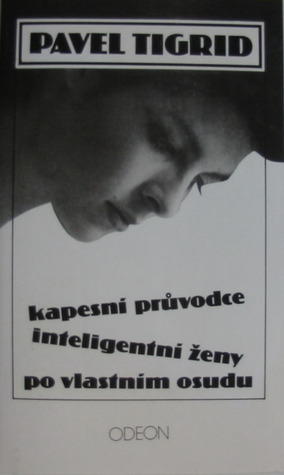 PAVEL TIGRID
kapesní průvodce
inteligentní ženy
po vlastním osudu
ODEON